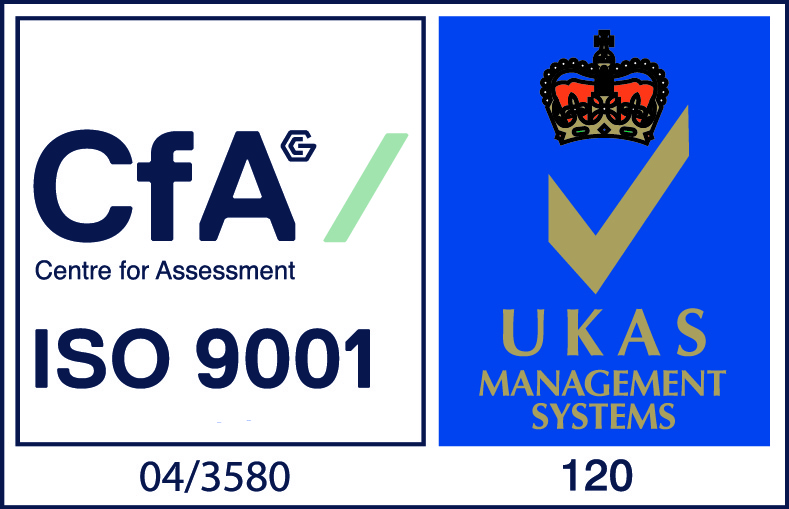 CfA
Centre for Assessment
ISO 9001
04/3580
UKAS
MANAGEMENT
SYSTEMS
120